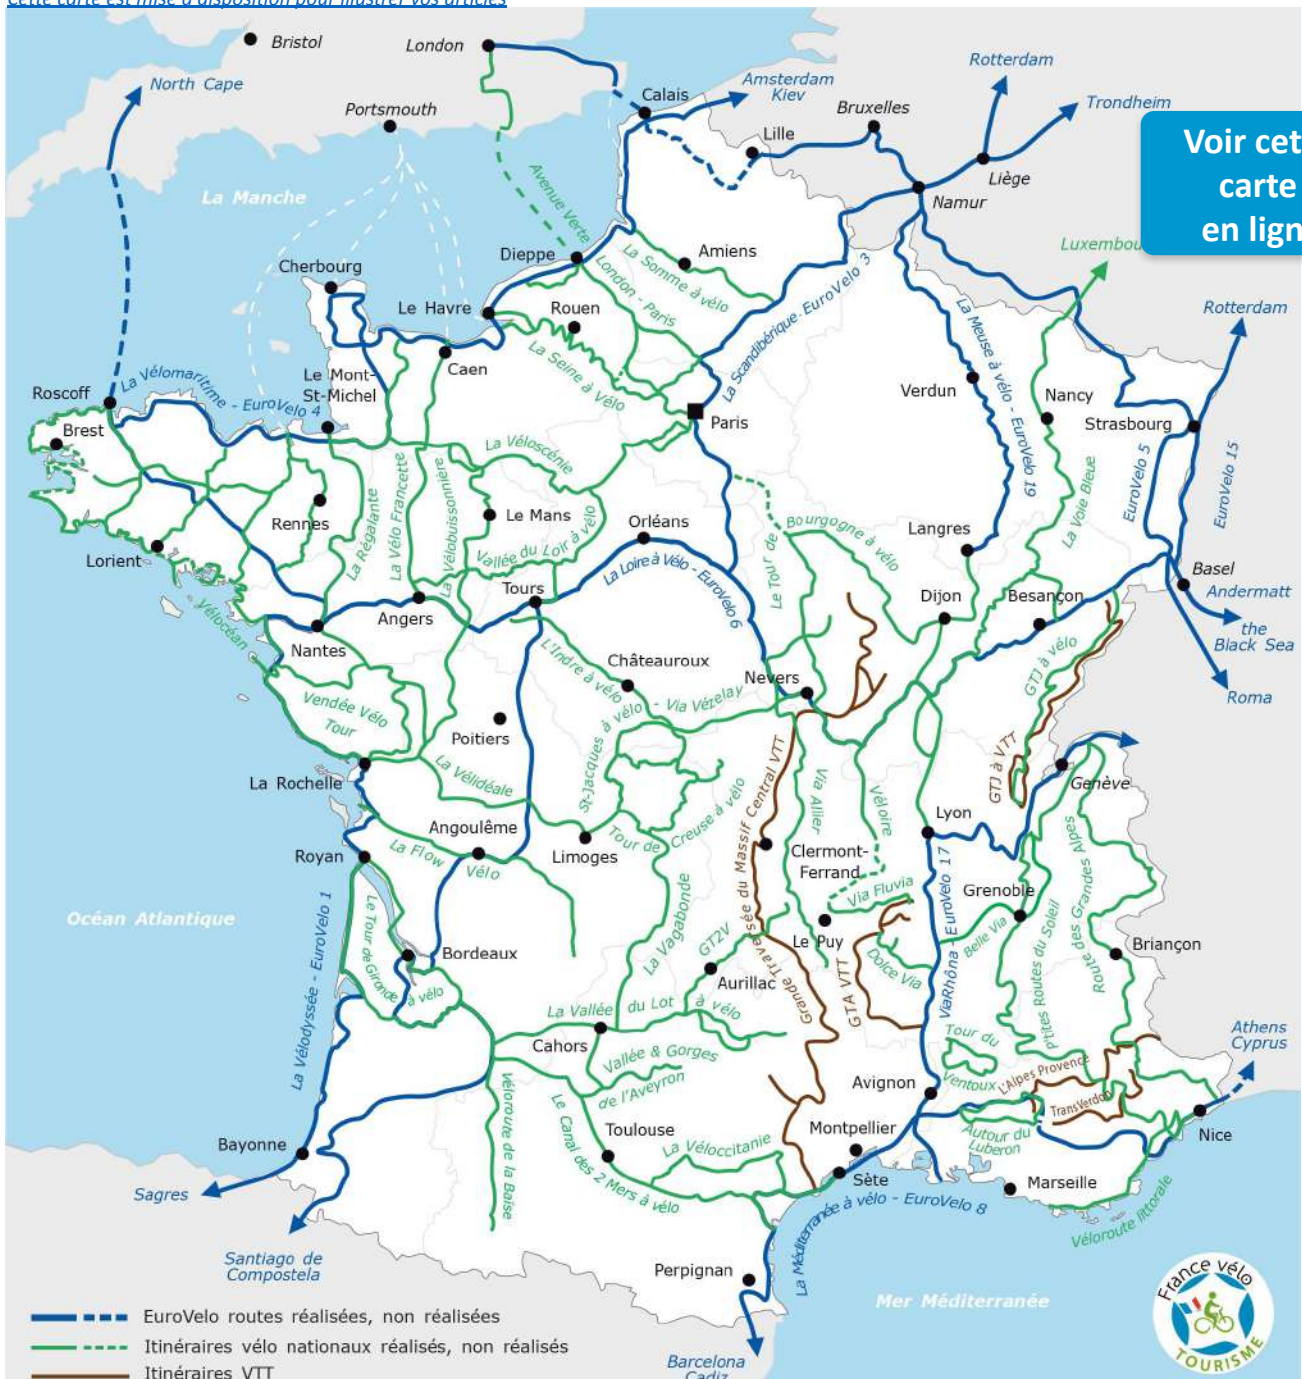 Cette carte est mise à disposition pour illustrer vos articles
Bristol
London
North Cape
Portsmouth
Calais
Amsterdam
Kiev
Rotterdam
Trondheim
Bruxelles
Lille
Liège
Namur
Voir cet
carte
en lign
La Manche
Avenue Verte
Dieppe
Amiens
La Somme à vélo
London - Paris
Luxembou
Cherbourg
Le Havre
Rouen
La Scandibérique - EuroVelo 3
La Meuse à vélo - EuroVelo 19
Rotterdam
Caen
La Seine à Vélo
Le Mont-
St-Michel
Roscoff
La Vélomaritime - EuroVelo 4
Verdun
Nancy
Paris
Strasbourg
Brest
La Véloscénie
EuroVelo 5
EuroVelo 15
Rennes
La Régalante
La Vélo Francette
La Vélobuissonnière
Le Mans
Vallée du Loir à vélo
Orléans
Le Tour de
Bourgogne à vélo
Langres
La Voie Bleue
Lorient
La Loire à Vélo - EuroVelo 6
Basel
Andermatt
Tours
Dijon
Besançon
Vélocéan
Angers
the
Black Sea
Nantes
L'Indre à vélo
Châteauroux
Nevers
GTJ à vélo
Roma
Vendée Vélo
Tour
Poitiers
St-Jacques à vélo - Via Vézelay
GTJ à VTT
Genève
La Rochelle
La Vélidéale
Grande Traversée du Massif Central VTT
Via Allier
Véloire
Lyon
Angoulême
Limoges
Tour de Creuse à vélo
Clermont-
Ferrand
Royan
La Flow Vélo
Via Fluvia
ViaRhôna - EuroVelo 17
Grenoble
P'tites Routes du Soleil
Route des Grandes Alpes
Océan Atlantique
Le Tour de Gironde à vélo
La Vagabonde
Le Puy
Belle Via
Briançon
Bordeaux
GT2V
Aurillac
GTA VTT
Dolce Via
La Vélodyssée - EuroVelo 1
La Vallée du Lot à vélo
Tour du
Ventoux
Athens
Cyprus
Cahors
Vallée & Gorges
de l'Aveyron
L'Alpes Provence
Avignon
TransVerdon
Véloroute de la Baïse
Le Canal des 2 Mers à vélo
Toulouse
La Véloccitanie
Montpellier
Autour du
Luberon
Nice
Bayonne
Sète
Marseille
Sagres
La Méditerranée à vélo - EuroVelo 8
Véloroute littorale
Santiago de
Compostela
Perpignan
Mer Méditerranée
France vélo
TOURISME
EuroVelo routes réalisées, non réalisées
Itinéraires vélo nationaux réalisés, non réalisés
Itinéraires VTT
Barcelona
Cadiz